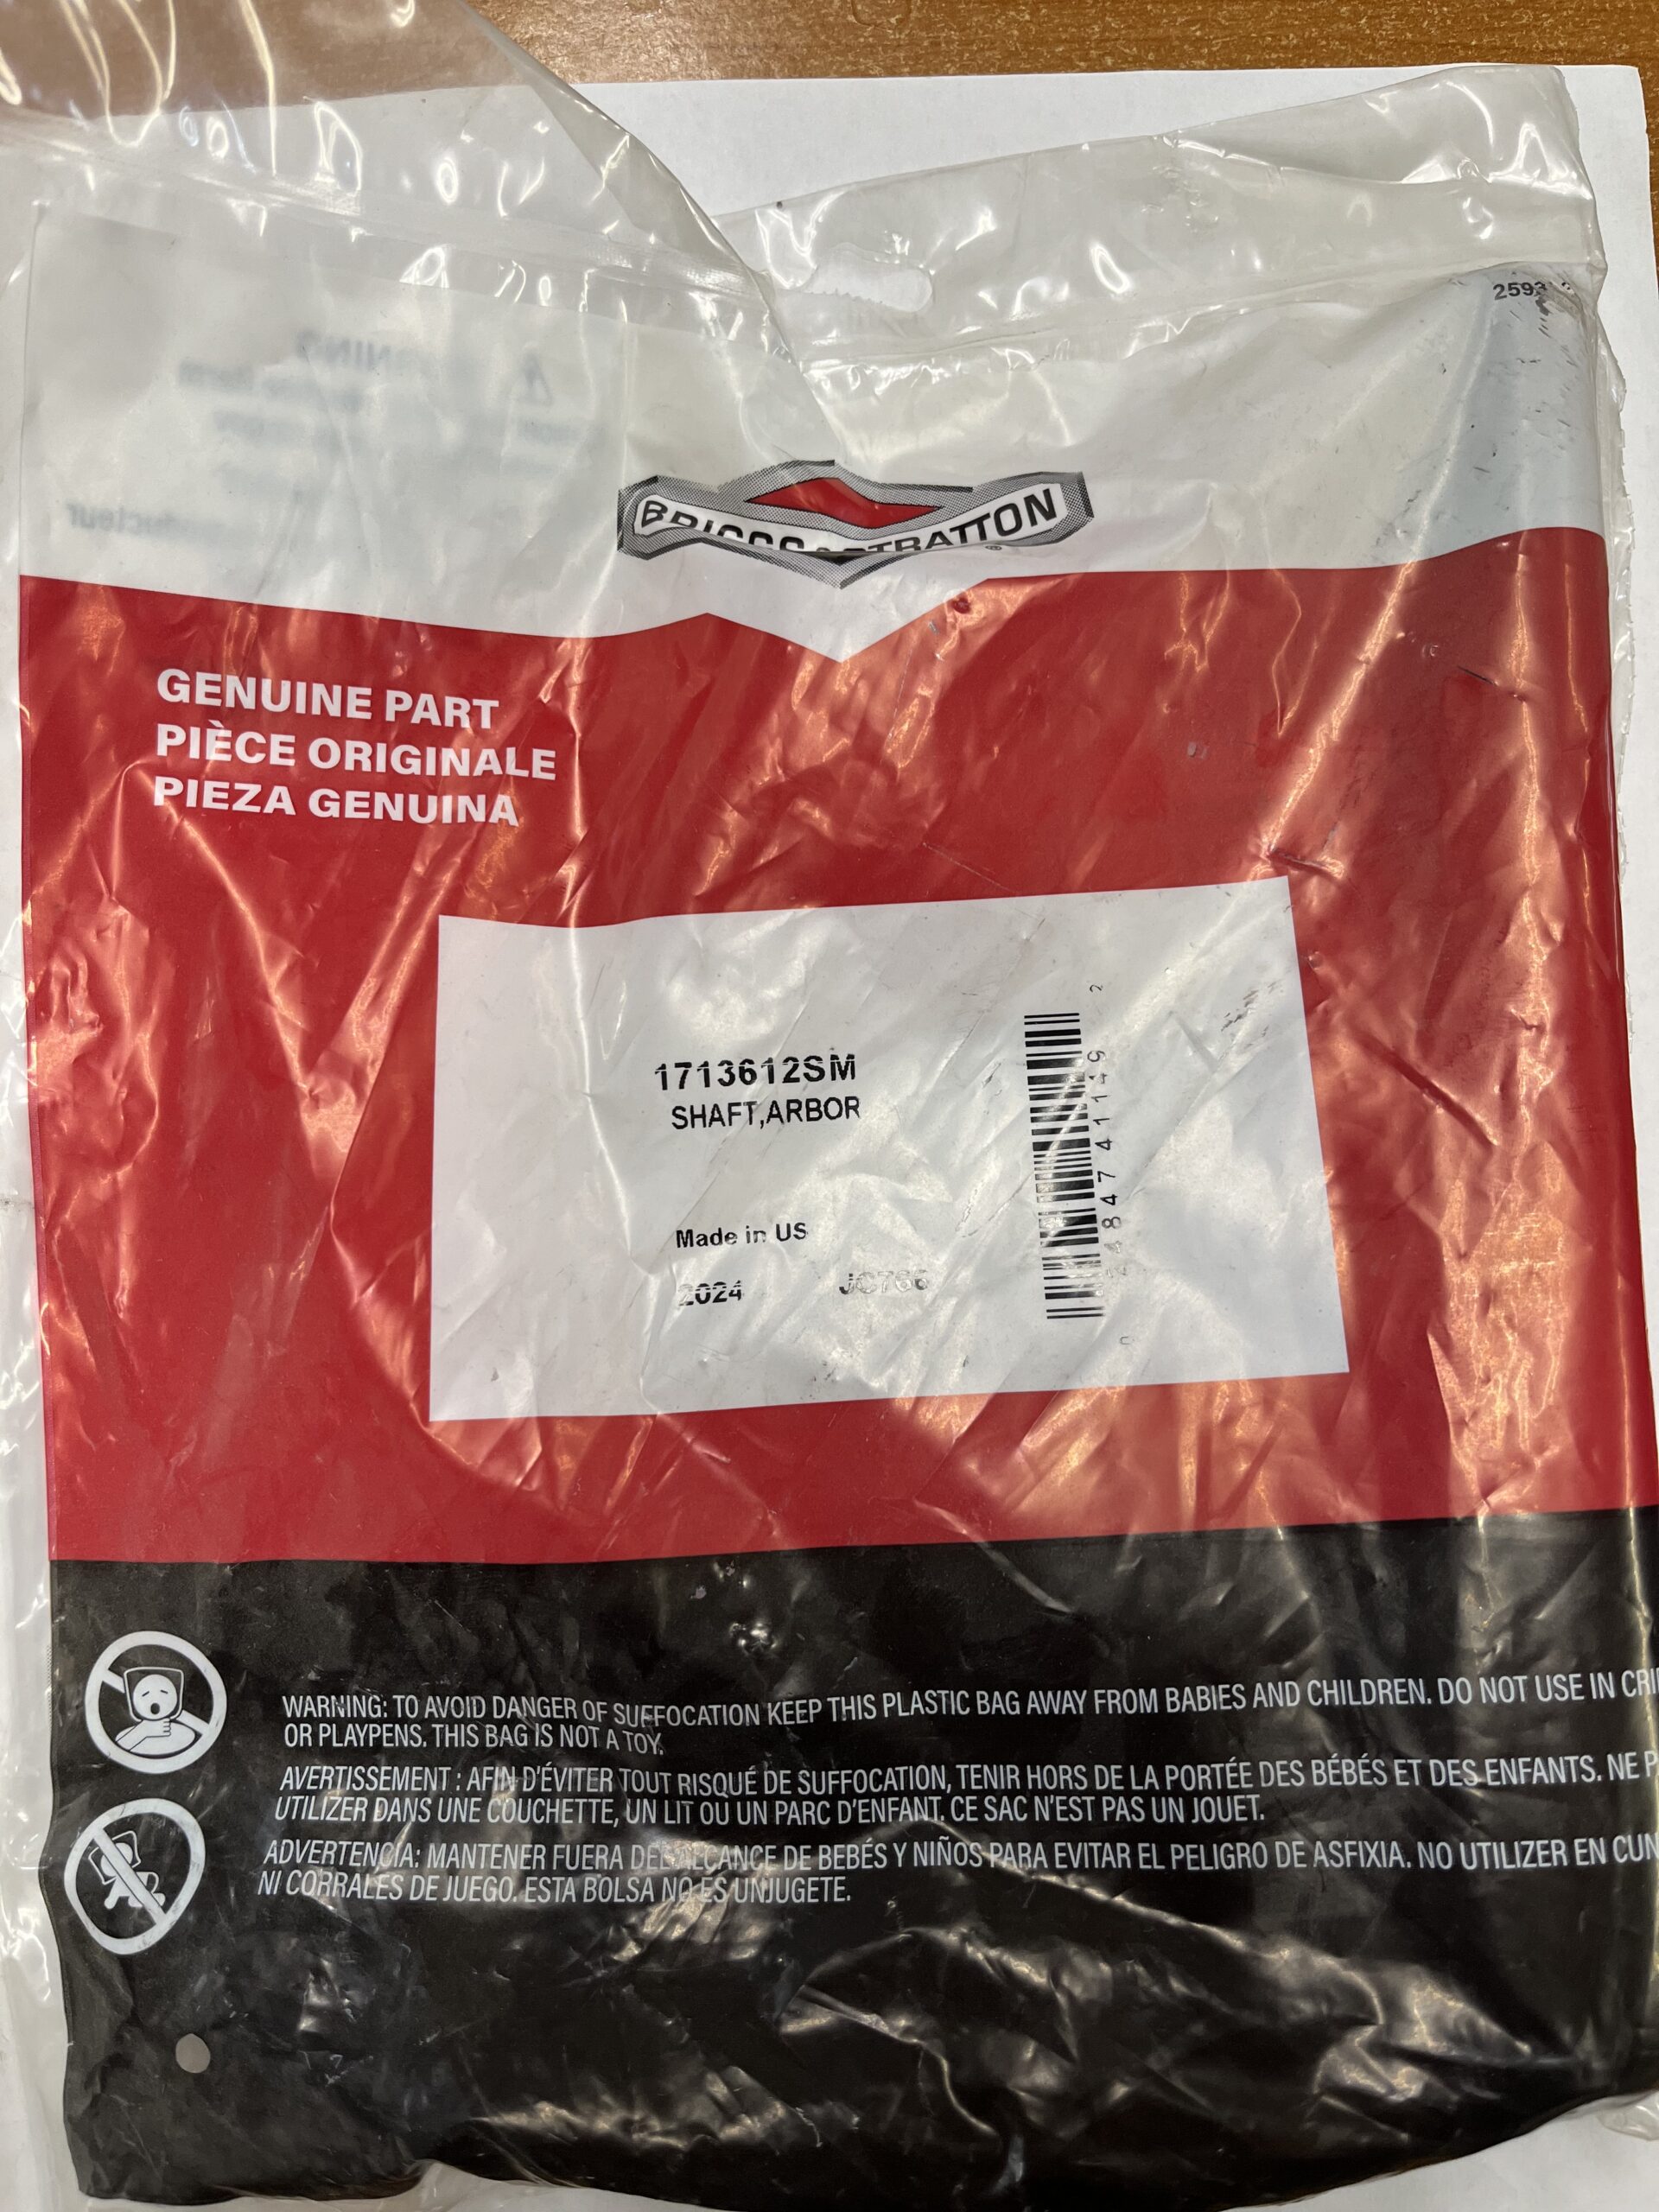 STRATTON
GENUINE PART
PIÈCE ORIGINALE
PIEZA GENUINA
1713612SM
SHAFT,ARBOR
Made in US
2024
2
WARNING: TO AVOID DANGER OF SUFFOCATION KEEP THIS PLASTIC BAG AWAY FROM BABIES AND CHILDREN. DO NOT USE IN
OR PLAYPENS. THIS BAG IS NOT A TOY.
AVERTISSEMENT : AFIN D'ÉVITER TOUT RISQUÉ DE SUFFOCATION, TENIR HORS DE LA PORTÉE DES BÉBÉS ET DES ENFANTS. NE
UTILIZER DANS UNE COUCHETTE, UN LIT OU UN PARC D'ENFANT. CE SAC N'EST PAS UN JOUET.
ADVERTENCIA: MANTENER FUERA DEL ALCANCE DE BEBÉS Y NIÑOS PARA EVITAR EL PELIGRO DE ASFIXIA. NO UTILIZER EN
NI CORRALES DE JUEGO. ESTA BOLSA NO ES UN JUGETE.